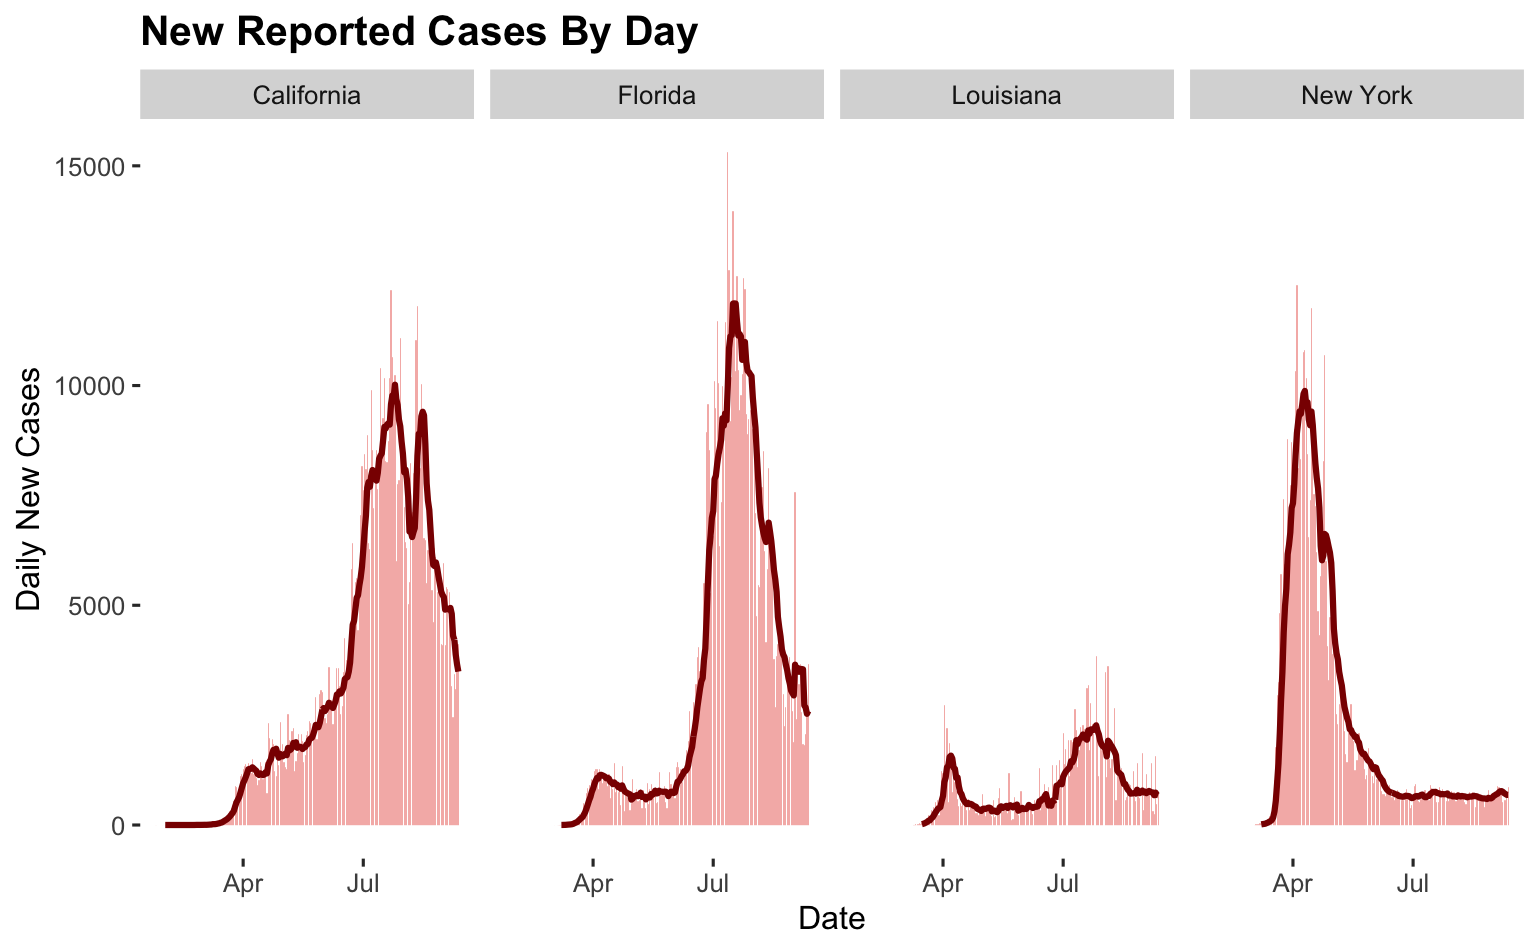 New Reported Cases By Day
California
Florida
Louisiana
New York
15000
10000
5000
0
Daily New Cases
Apr
Jul
Apr
Jul
Apr
Jul
Apr
Jul
Date